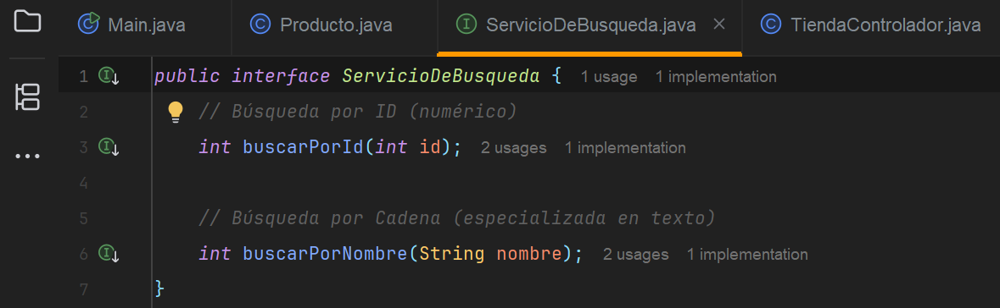 Main.java Producto.java ServicioDeBusqueda.java TiendaControlador.java
1 public interface ServicioDeBusqueda { 1 usage 1 implementation
2 // Búsqueda por ID (numérico)
3 int buscarPorId(int id); 2 usages 1 implementation
4
5 // Búsqueda por Cadena (especializada en texto)
6 int buscarPorNombre(String nombre); 2 usages 1 implementation
7 }